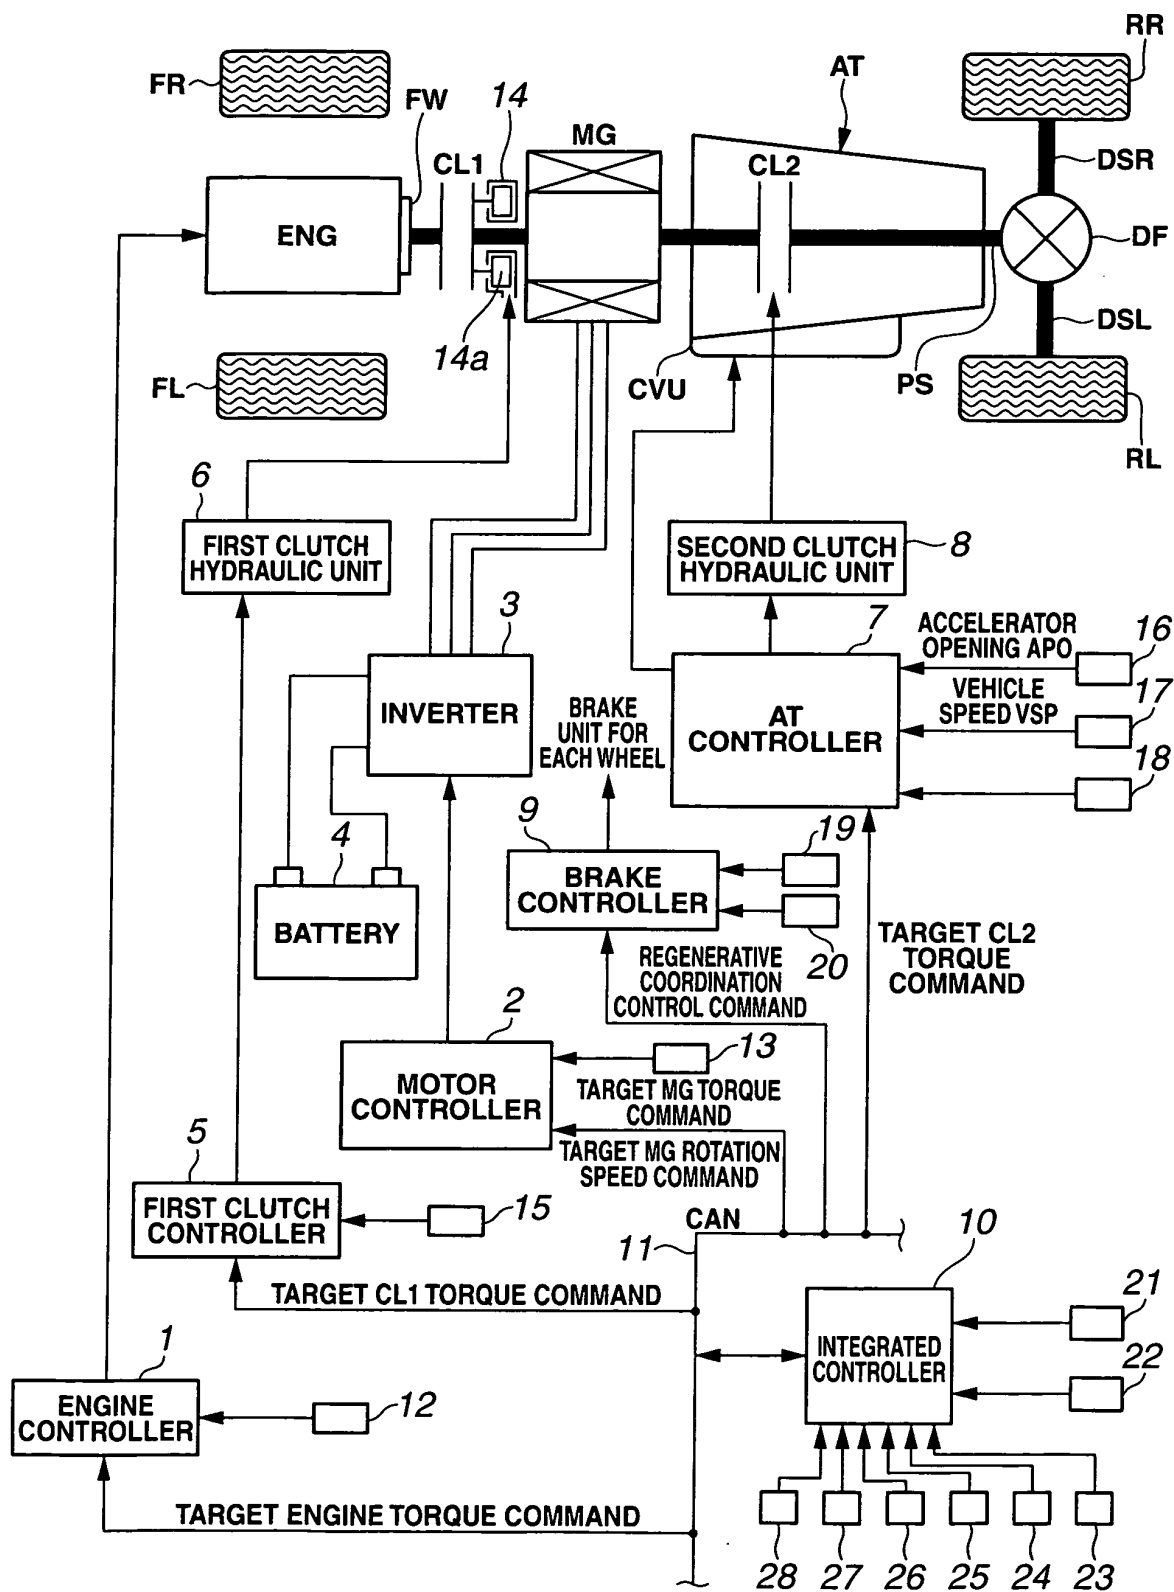 RR
FR
FW
14
AT
MG
CL1
CL2
DSR
ENG
DF
14a
DSL
FL
CVU
PS
RL
6
FIRST CLUTCH
HYDRAULIC UNIT
SECOND CLUTCH
HYDRAULIC UNIT
8
3
7
ACCELERATOR
OPENING APO
16
INVERTER
BRAKE
UNIT FOR
EACH WHEEL
AT
CONTROLLER
VEHICLE
SPEED VSP
17
18
4
9
19
BATTERY
BRAKE
CONTROLLER
20
TARGET CL2
TORQUE
COMMAND
REGENERATIVE
COORDINATION
CONTROL COMMAND
2
13
MOTOR
CONTROLLER
TARGET MG TORQUE
COMMAND
TARGET MG ROTATION
SPEED COMMAND
5
FIRST CLUTCH
CONTROLLER
15
CAN
11
10
TARGET CL1 TORQUE COMMAND
21
1
INTEGRATED
CONTROLLER
22
ENGINE
CONTROLLER
12
TARGET ENGINE TORQUE COMMAND
28
27
26
25
24
23